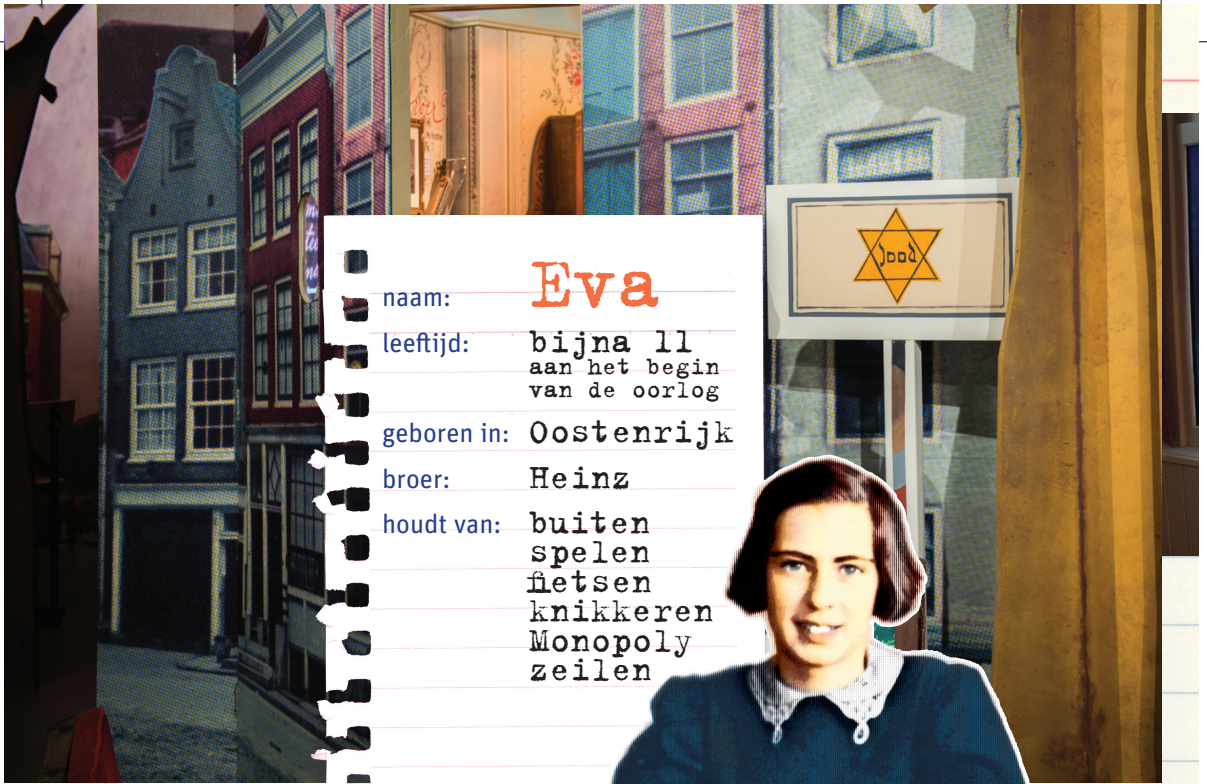 naam: Eva
leeftijd: bijna 11
aan het begin
van de oorlog
geboren in: Oostenrijk
broer: Heinz
houdt van: buiten
spelen
fietsen
knikkeren
Monopoly
zeilen
Jood